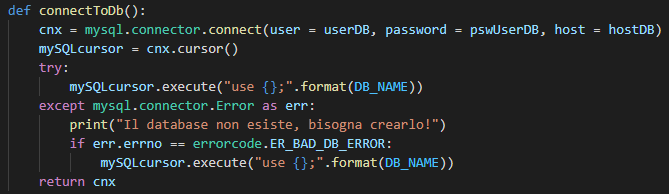 def connectToDb():
    cnx = mysql.connector.connect(user = userDB, password = pswUserDB, host = hostDB)
    mySQLcursor = cnx.cursor()
    try:
        mySQLcursor.execute("use {};".format(DB_NAME))
    except mysql.connector.Error as err:
        print("Il database non esiste, bisogna crearlo!")
        if err.errno == errorcode.ER_BAD_DB_ERROR:
            mySQLcursor.execute("use {};".format(DB_NAME))
    return cnx